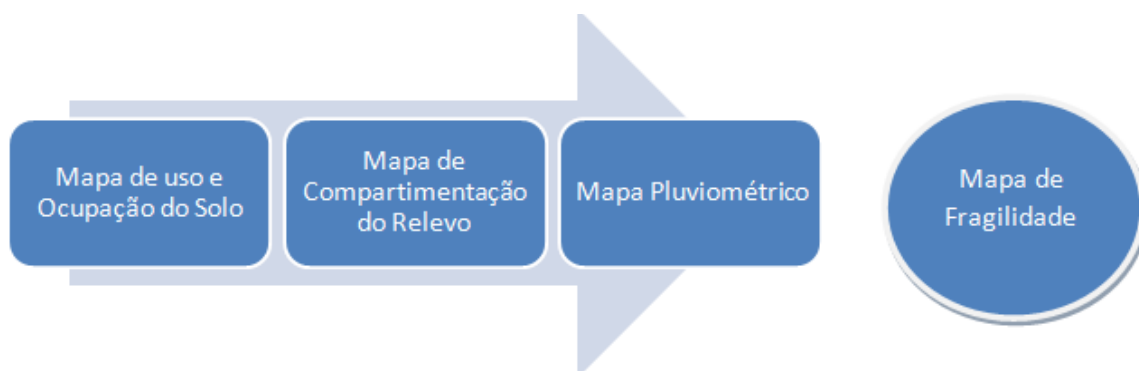 Mapa de uso e
Ocupação do Solo
Mapa de
Compartimentação
do Relevo
Mapa Pluviométrico
Mapa de
Fragilidade